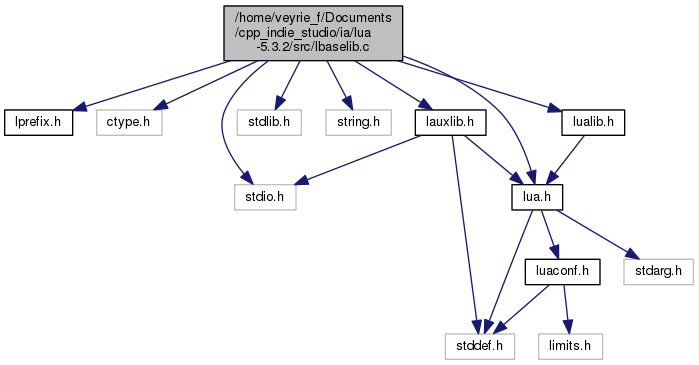 /home/veyrie_f/Documents
/cpp_indie_studio/ia/lua
-5.3.2/src/lbaselib.c
lprefix.h
ctype.h
stdlib.h
string.h
lauxlib.h
lualib.h
stdio.h
lua.h
luaconf.h
stdarg.h
stddef.h
limits.h